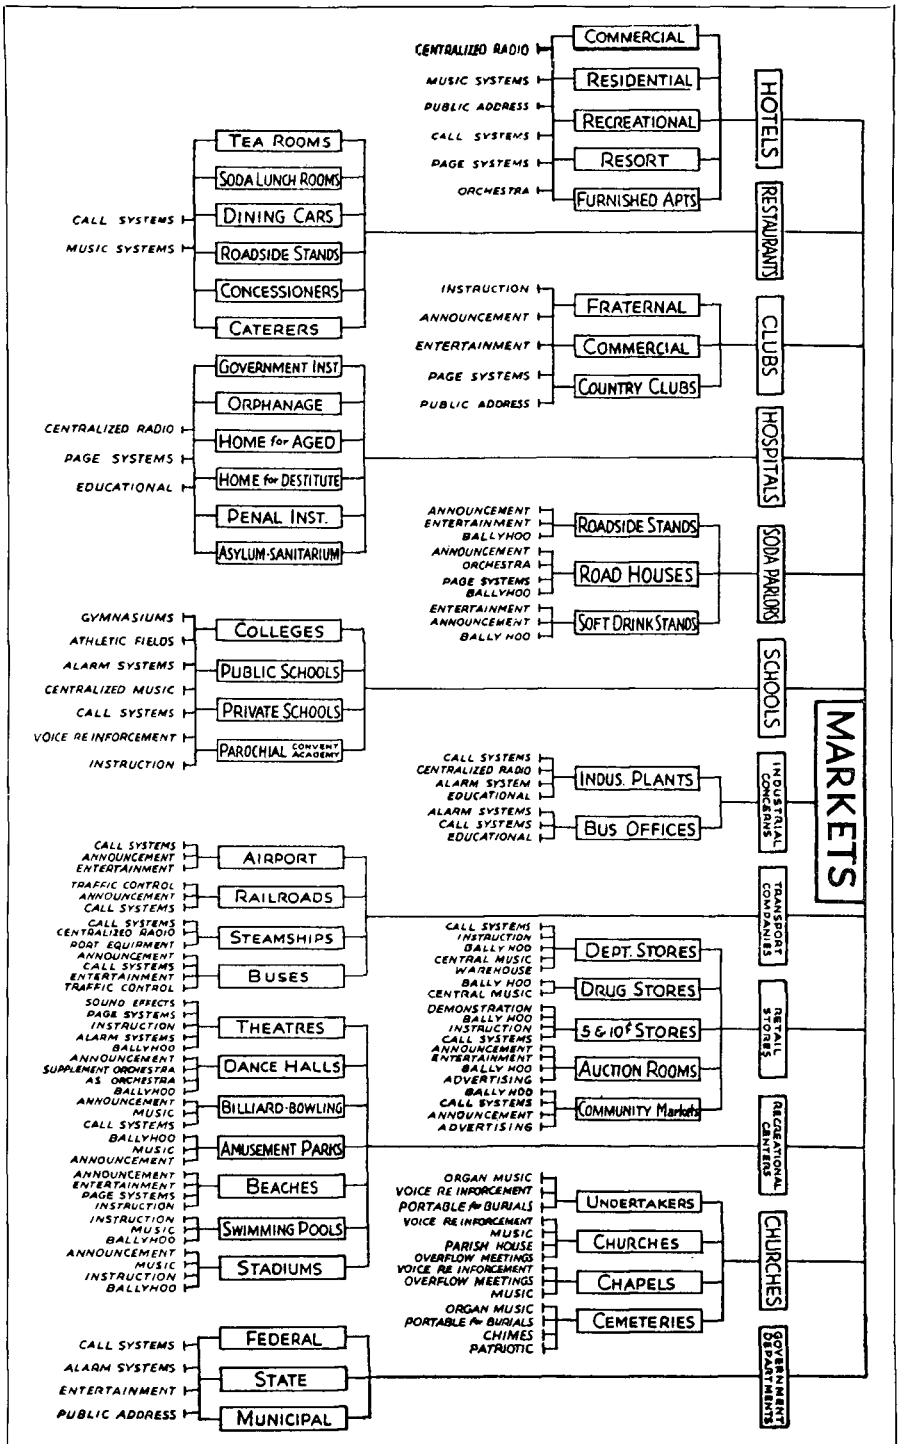 MARKETS
HOTELS
COMMERCIAL
RESIDENTIAL
RECREATIONAL
RESORT
FURNISHED APTS
CENTRALIZED RADIO
MUSIC SYSTEMS
PUBLIC ADDRESS
CALL SYSTEMS
PAGE SYSTEMS
ORCHESTRA
RESTAURANTS
TEA ROOMS
SODA LUNCH ROOMS
DINING CARS
ROADSIDE STANDS
CONCESSIONERS
CATERERS
CALL SYSTEMS
MUSIC SYSTEMS
CLUBS
FRATERNAL
COMMERCIAL
COUNTRY CLUBS
INSTRUCTION
ANNOUNCEMENT
ENTERTAINMENT
PAGE SYSTEMS
PUBLIC ADDRESS
HOSPITALS
GOVERNMENT INST.
ORPHANAGE
HOME for AGED
HOME for DESTITUTE
PENAL INST.
ASYLUM-SANITARIUM
CENTRALIZED RADIO
PAGE SYSTEMS
EDUCATIONAL
SODA PARLORS
ROADSIDE STANDS
ANNOUNCEMENT
ENTERTAINMENT
BALLYHOO
ROAD HOUSES
ANNOUNCEMENT
ORCHESTRA
PAGE SYSTEMS
BALLYHOO
SOFT DRINK STANDS
ENTERTAINMENT
ANNOUNCEMENT
BALLY HOO
SCHOOLS
COLLEGES
PUBLIC SCHOOLS
PRIVATE SCHOOLS
PAROCHIAL CONVENT
ACADEMY
GYMNASIUMS
ATHLETIC FIELDS
ALARM SYSTEMS
CENTRALIZED MUSIC
CALL SYSTEMS
VOICE REINFORCEMENT
INSTRUCTION
INDUSTRIAL
CONCERNS
INDUS. PLANTS
CALL SYSTEMS
CENTRALIZED RADIO
ALARM SYSTEM
EDUCATIONAL
BUS OFFICES
ALARM SYSTEMS
CALL SYSTEMS
EDUCATIONAL
TRANSPORT
COMPANIES
AIRPORT
CALL SYSTEMS
ANNOUNCEMENT
ENTERTAINMENT
RAILROADS
TRAFFIC CONTROL
ANNOUNCEMENT
CALL SYSTEMS
STEAMSHIPS
CALL SYSTEMS
CENTRALIZED RADIO
PORT EQUIPMENT
BUSES
ANNOUNCEMENT
CALL SYSTEMS
ENTERTAINMENT
TRAFFIC CONTROL
RETAIL
STORES
DEPT. STORES
CALL SYSTEMS
INSTRUCTION
BALLY HOO
CENTRAL MUSIC
WAREHOUSE
DRUG STORES
BALLY HOO
CENTRAL MUSIC
5 & 10¢ STORES
DEMONSTRATION
BALLY HOO
INSTRUCTION
CALL SYSTEMS
AUCTION ROOMS
ANNOUNCEMENT
ENTERTAINMENT
BALLY HOO
ADVERTISING
COMMUNITY Markets
BALLY HOO
CALL SYSTEMS
ANNOUNCEMENT
ADVERTISING
RECREATIONAL
CENTERS
THEATRES
SOUND EFFECTS
PAGE SYSTEMS
INSTRUCTION
ALARM SYSTEMS
BALLYHOO
DANCE HALLS
ANNOUNCEMENT
SUPPLEMENT ORCHESTRA
AS ORCHESTRA
BALLYHOO
BILLIARD-BOWLING
ANNOUNCEMENT
MUSIC
CALL SYSTEMS
AMUSEMENT PARKS
BALLYHOO
MUSIC
ANNOUNCEMENT
BEACHES
ANNOUNCEMENT
ENTERTAINMENT
PAGE SYSTEMS
INSTRUCTION
SWIMMING POOLS
INSTRUCTION
MUSIC
BALLYHOO
STADIUMS
ANNOUNCEMENT
MUSIC
INSTRUCTION
BALLYHOO
CHURCHES
UNDERTAKERS
ORGAN MUSIC
VOICE REINFORCEMENT
PORTABLE for BURIALS
CHURCHES
VOICE REINFORCEMENT
MUSIC
PARISH HOUSE
OVERFLOW MEETINGS
CHAPELS
VOICE REINFORCEMENT
OVERFLOW MEETINGS
MUSIC
CEMETERIES
ORGAN MUSIC
PORTABLE for BURIALS
CHIMES
PATRIOTIC
GOVERNMENT
DEPARTMENTS
FEDERAL
STATE
MUNICIPAL
CALL SYSTEMS
ALARM SYSTEMS
ENTERTAINMENT
PUBLIC ADDRESS